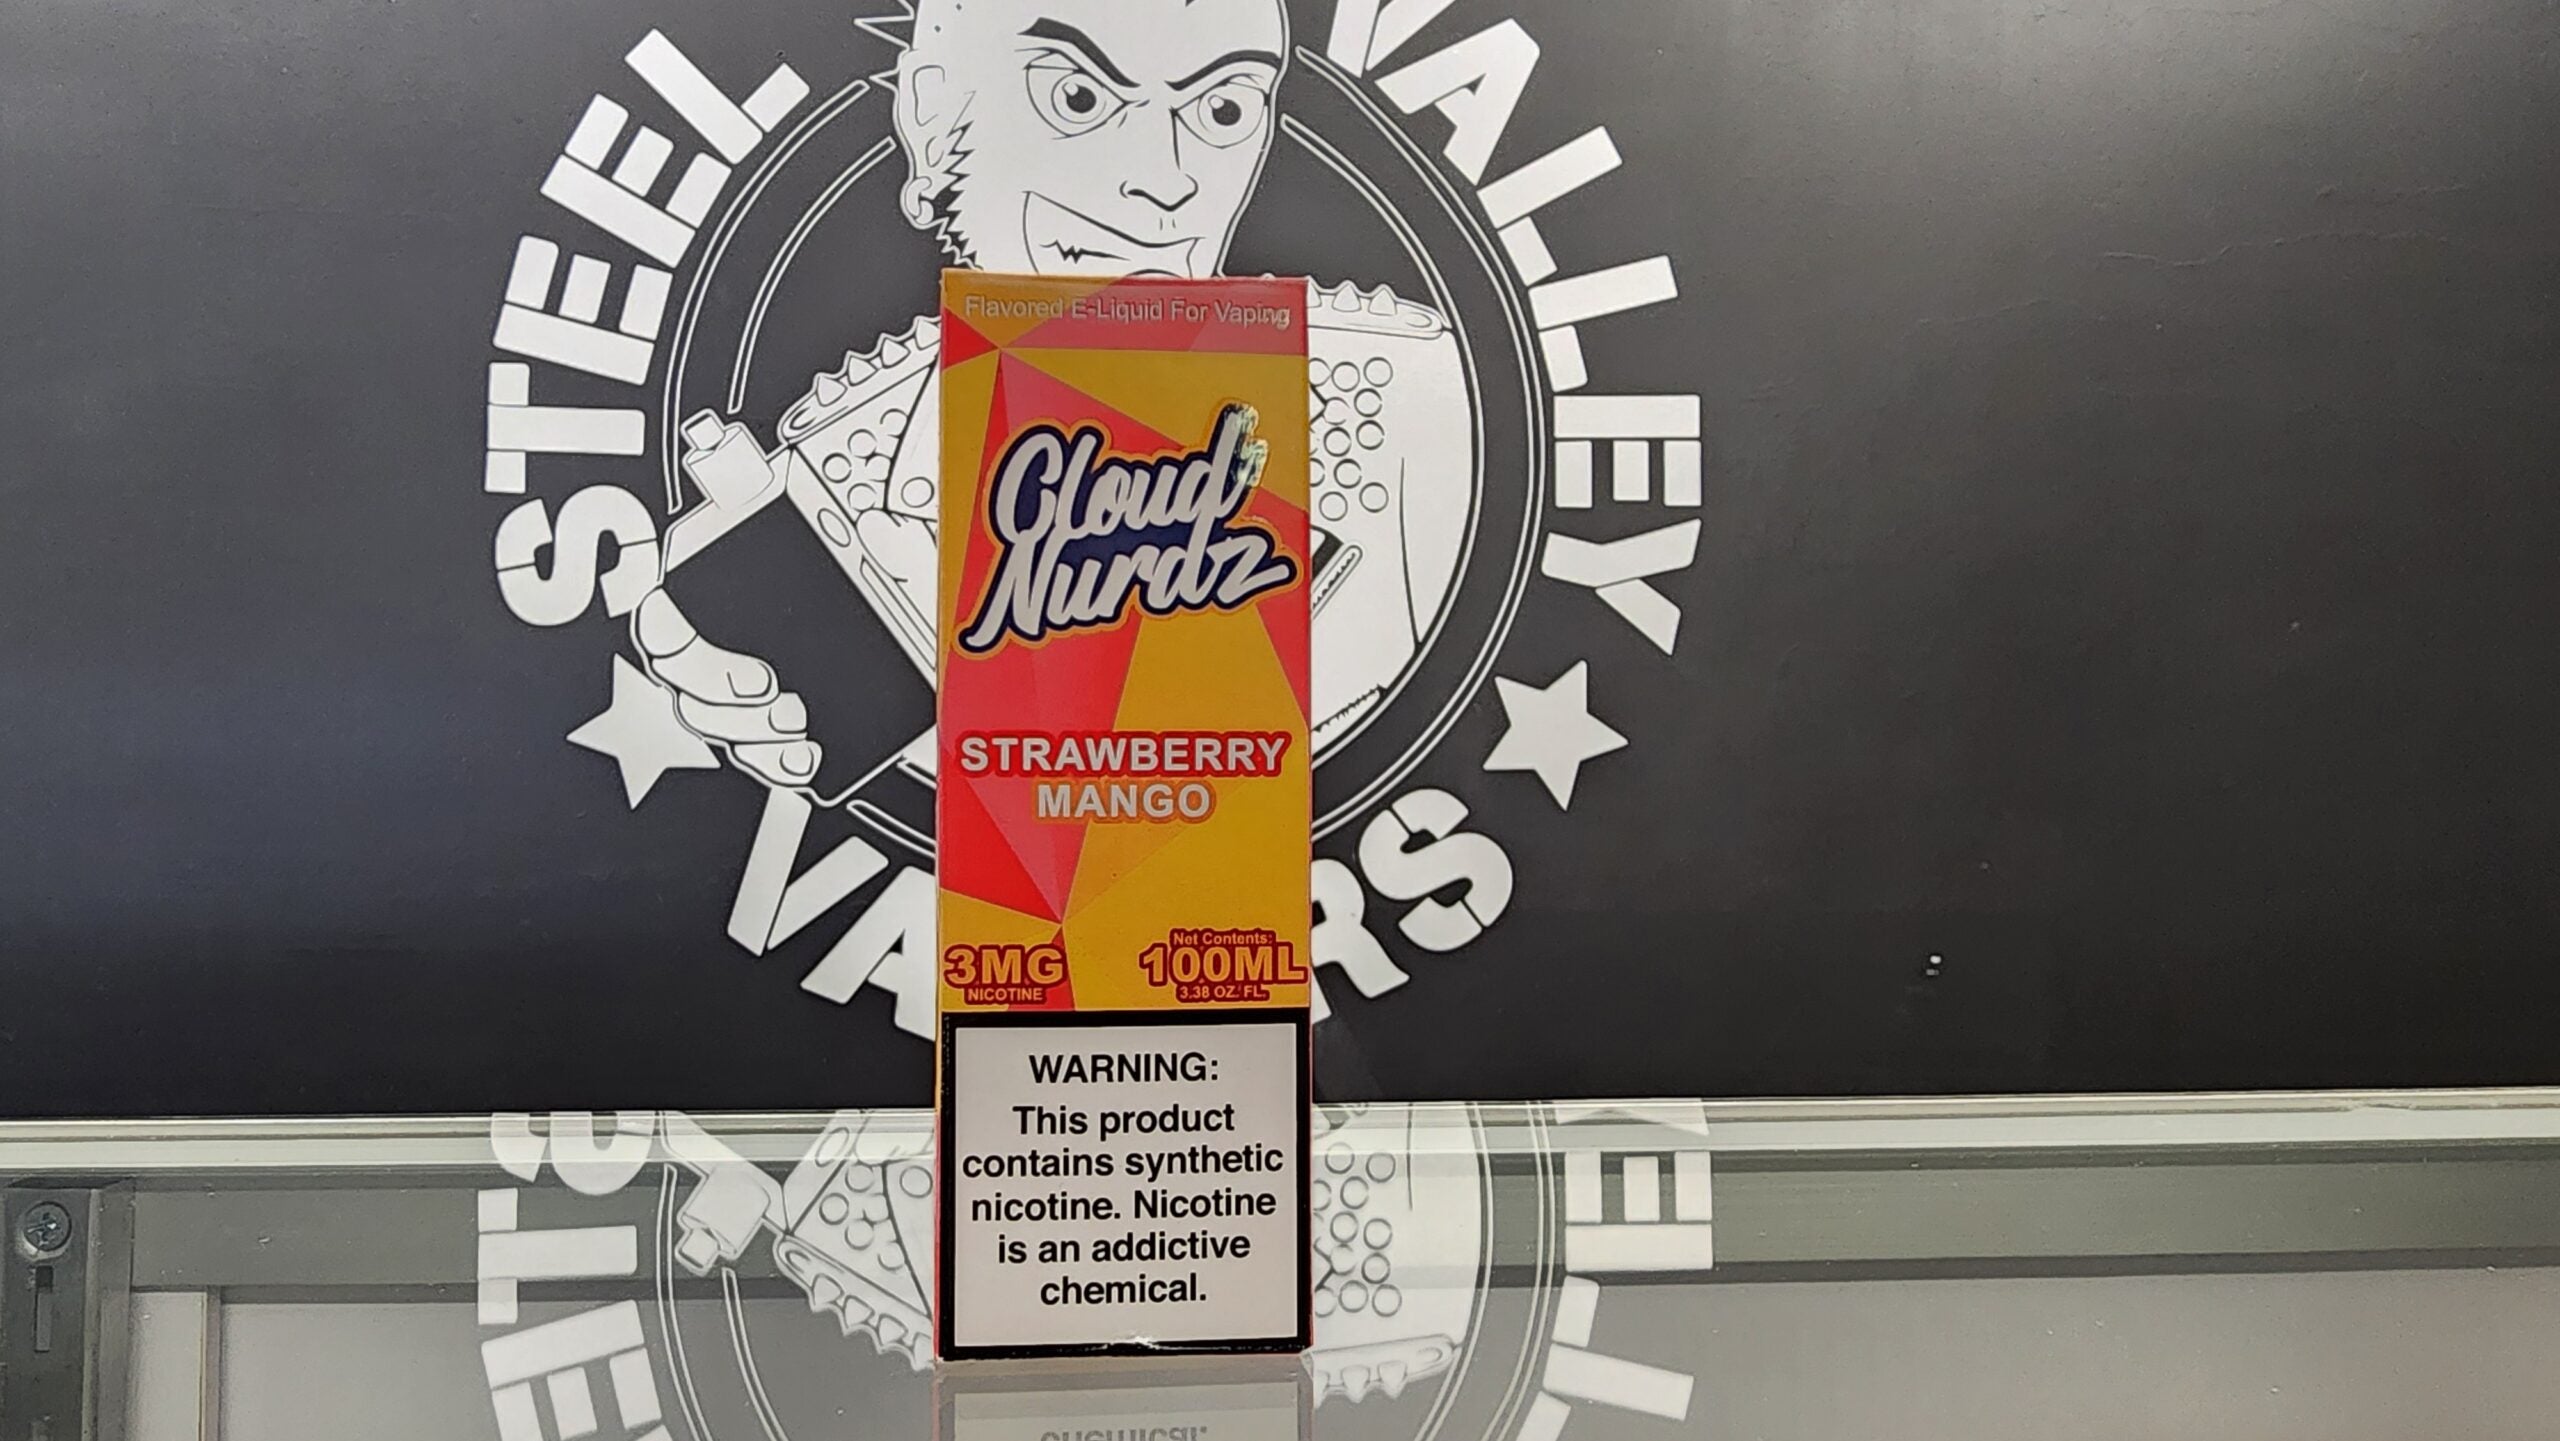 STEEL VALLEY
Flavored E-Liquid For Vaping
Cloud
Nurdz
STRAWBERRY
MANGO
3MG
NICOTINE
Net Contents:
100ML
3.38 OZ. FL.
WARNING:
This product
contains synthetic
nicotine. Nicotine
is an addictive
chemical.